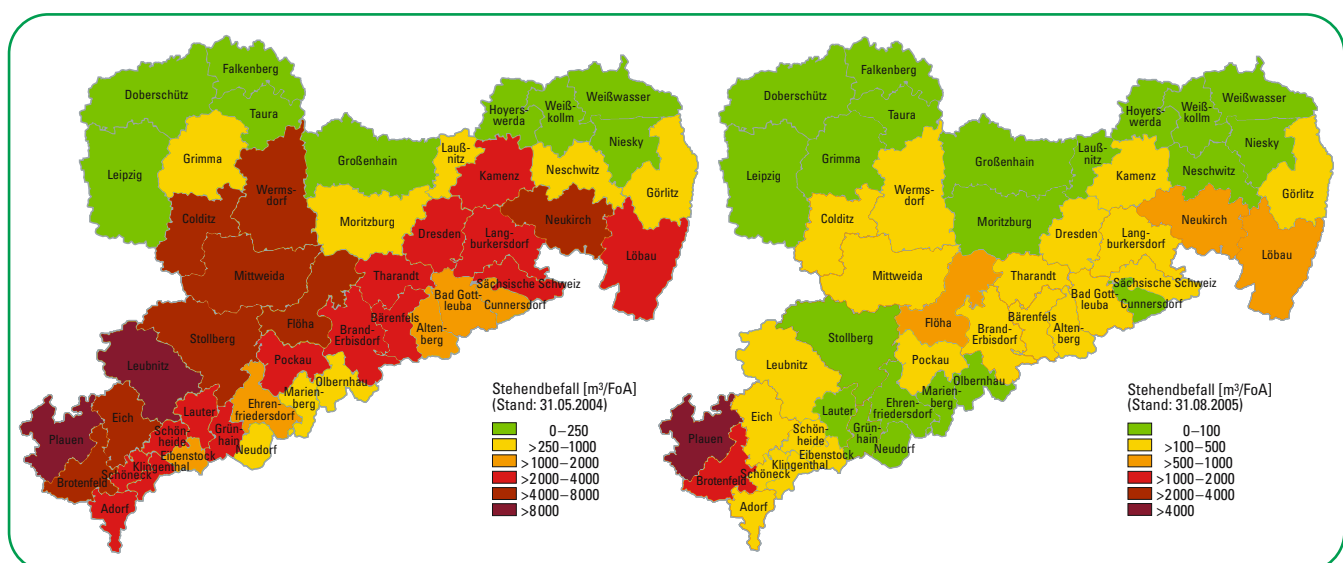 Falkenberg
Doberschütz
Taura
Leipzig
Grimma
Werms-
dorf
Großenhain
Hoyers-
werda
Weiß-
kollm
Weißwasser
Niesky
Lauß-
nitz
Kamenz
Neschwitz
Görlitz
Colditz
Moritzburg
Dresden
Lang-
burkersdorf
Neukirch
Löbau
Mittweida
Tharandt
Sächsische Schweiz
Bad Gott-
leuba
Cunnersdorf
Bärenfels
Alten-
berg
Stollberg
Flöha
Brand-
Erbisdorf
Leubnitz
Pockau
Olbernhau
Marien-
berg
Ehren-
friedersdorf
Eich
Lauter
Grün-
hain
Schön-
heide
Neudorf
Plauen
Eibenstock
Klingenthal
Schöneck
Brotenfeld
Adorf
Stehendbefall [m³/FoA]
(Stand: 31.05.2004)
0–250
>250–1000
>1000–2000
>2000–4000
>4000–8000
>8000
Falkenberg
Doberschütz
Taura
Leipzig
Grimma
Werms-
dorf
Großenhain
Hoyers-
werda
Weiß-
kollm
Weißwasser
Niesky
Lauß-
nitz
Kamenz
Neschwitz
Görlitz
Colditz
Moritzburg
Dresden
Lang-
burkersdorf
Neukirch
Löbau
Mittweida
Tharandt
Sächsische Schweiz
Bad Gott-
leuba
Cunnersdorf
Bärenfels
Alten-
berg
Stollberg
Flöha
Brand-
Erbisdorf
Leubnitz
Pockau
Olbernhau
Marien-
berg
Ehren-
friedersdorf
Eich
Lauter
Grün-
hain
Schön-
heide
Neudorf
Plauen
Eibenstock
Klingenthal
Schöneck
Brotenfeld
Adorf
Stehendbefall [m³/FoA]
(Stand: 31.08.2005)
0–100
>100–500
>500–1000
>1000–2000
>2000–4000
>4000